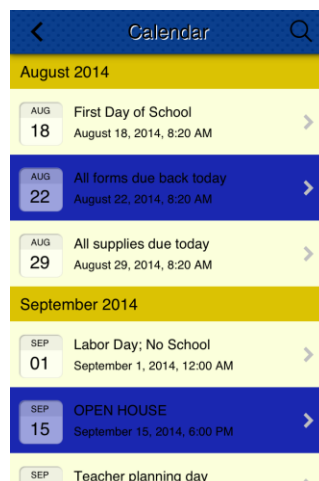 Calendar
August 2014
AUG
18
First Day of School
August 18, 2014, 8:20 AM
AUG
22
All forms due back today
August 22, 2014, 8:20 AM
AUG
29
All supplies due today
August 29, 2014, 8:20 AM
September 2014
SEP
01
Labor Day; No School
September 1, 2014, 12:00 AM
SEP
15
OPEN HOUSE
September 15, 2014, 6:00 PM
SEP
Teacher planning day